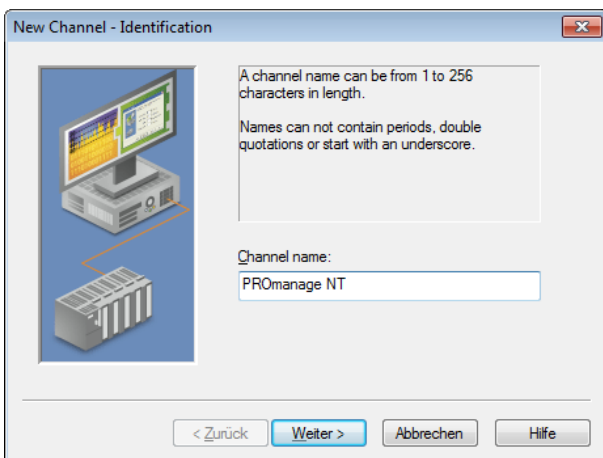 New Channel - Identification
A channel name can be from 1 to 256
characters in length.
Names can not contain periods, double
quotations or start with an underscore.
Channel name:
PROmanage NT
< Zurück Weiter > Abbrechen Hilfe